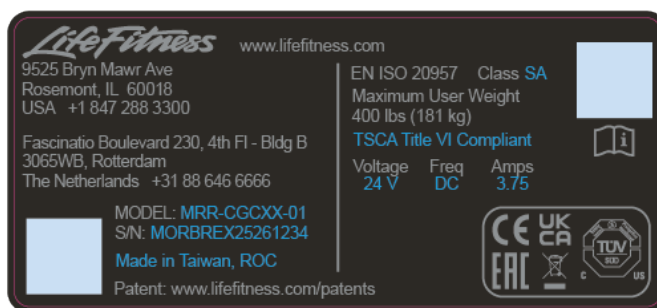 LifeFitness www.lifefitness.com
9525 Bryn Mawr Ave
Rosemont, IL 60018
USA +1 847 288 3300
Fascinatio Boulevard 230, 4th Fl - Bldg B
3065WB, Rotterdam
The Netherlands +31 88 646 6666
MODEL: MRR-CGCXX-01
S/N: MORBREX25261234
Made in Taiwan, ROC
Patent: www.lifefitness.com/patents
EN ISO 20957 Class SA
Maximum User Weight
400 lbs (181 kg)
TSCA Title VI Compliant
Voltage Freq Amps
24 V DC 3.75
i
CE UK CA
EAC
TÜV
SÜD
C US